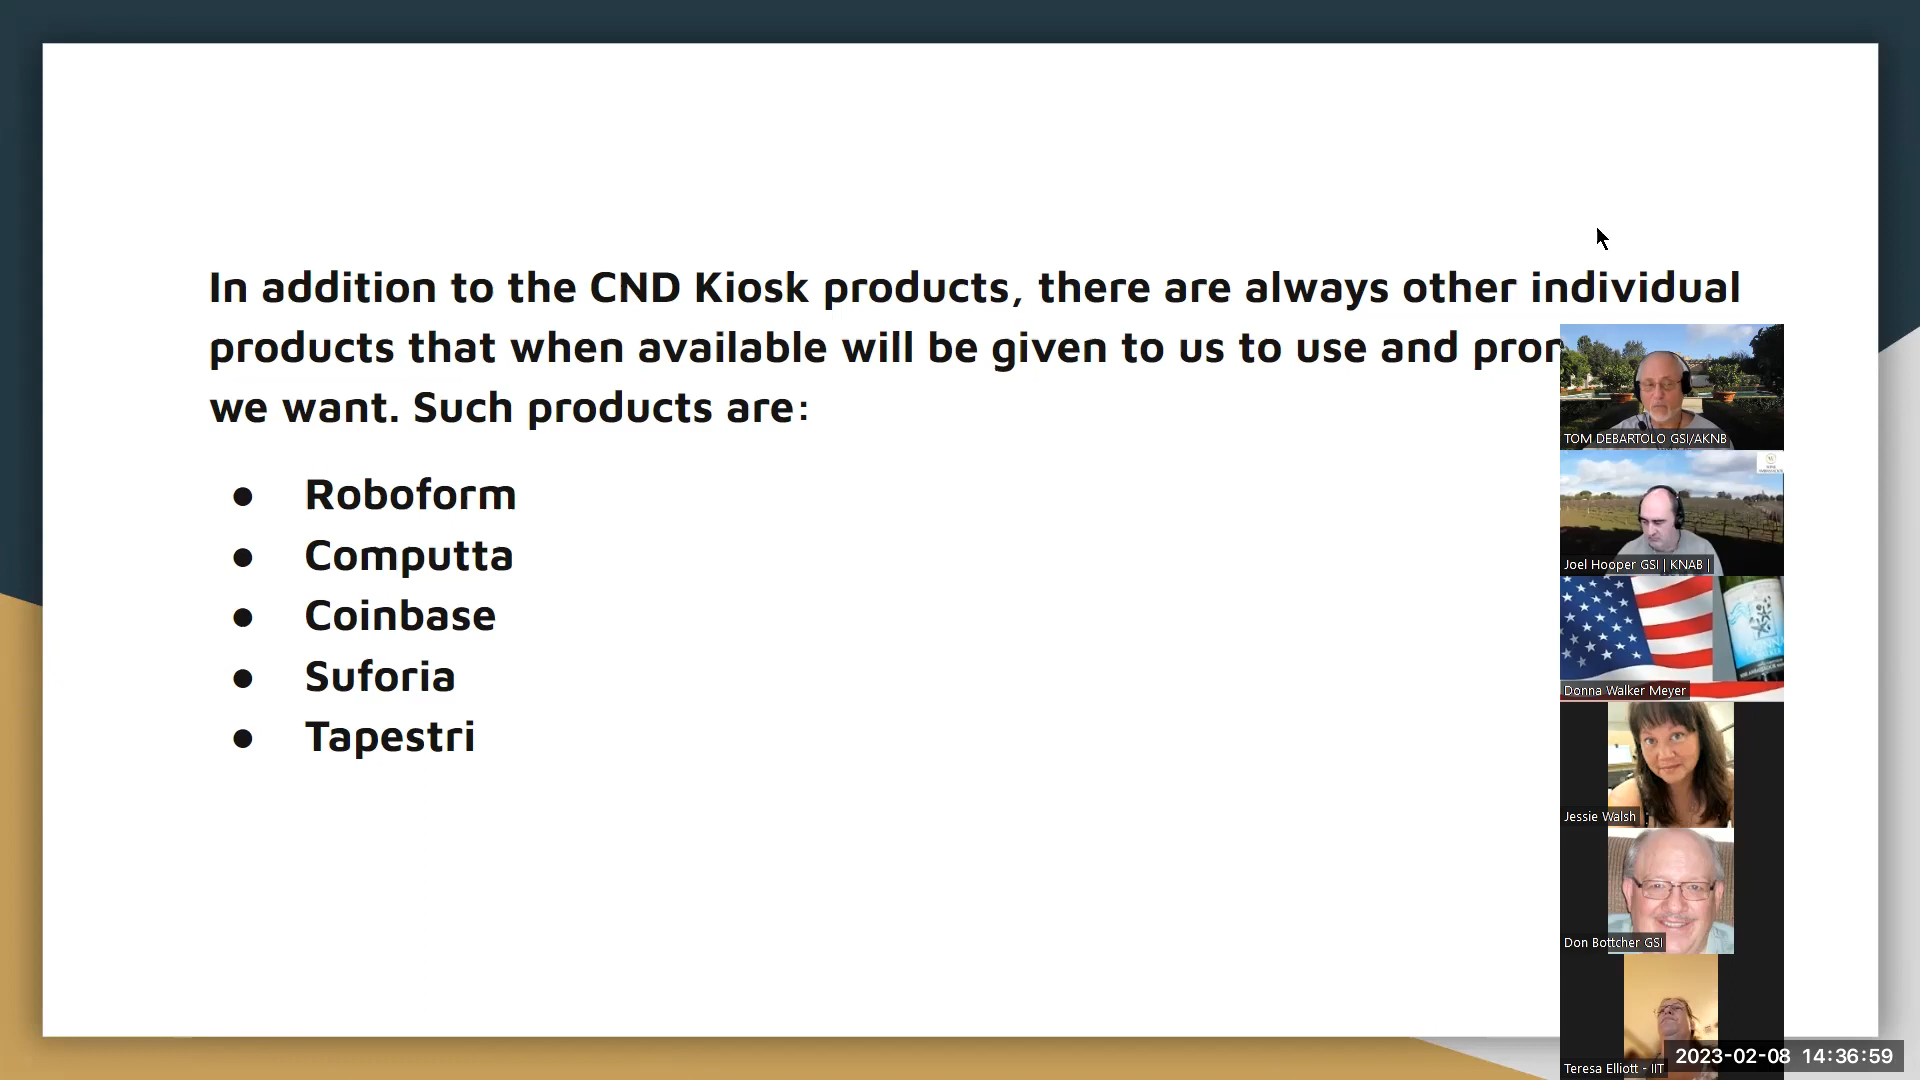 In addition to the CND Kiosk products, there are always other individual
products that when available will be given to us to use and
we want. Such products are:
● Roboform
● Computta
● Coinbase
● Suforia
● Tapestri
TOM DEBARTOLO GSI/AKNB
Joel Hooper GSI | KNAB |
Donna Walker Meyer
Jessie Walsh
Don Bottcher GSI
Teresa Elliott - IIT
2023-02-08 14:36:59